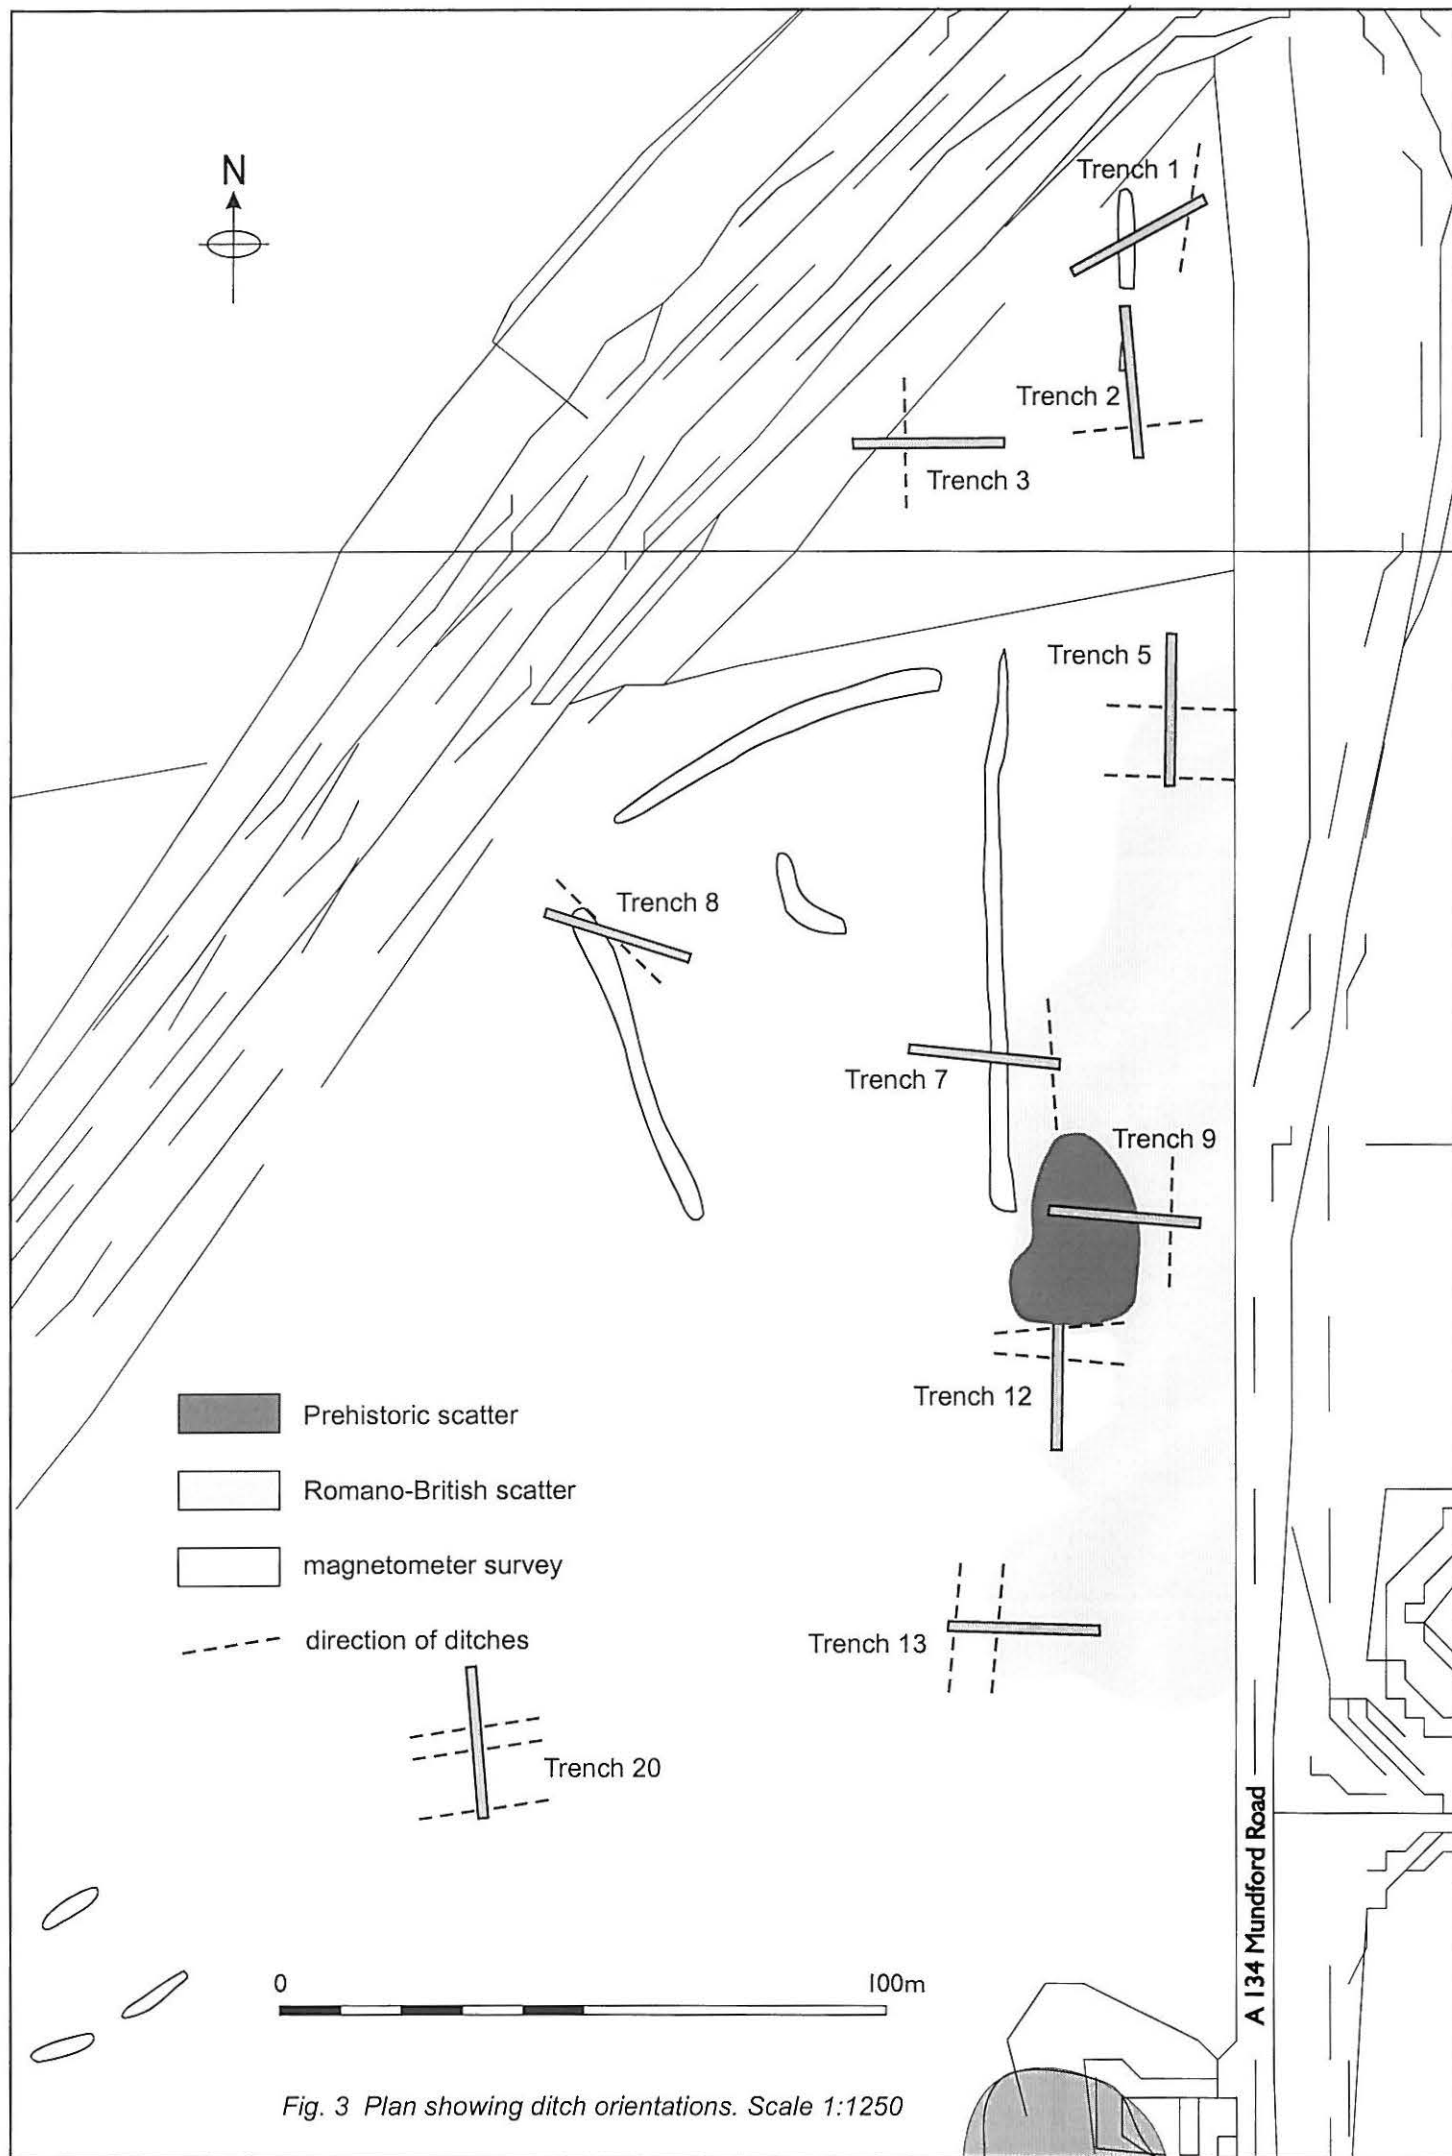 N
Trench 1
Trench 2
Trench 3
Trench 5
Trench 8
Trench 7
Trench 9
Trench 12
Prehistoric scatter
Romano-British scatter
magnetometer survey
direction of ditches
Trench 13
Trench 20
A 134 Mundford Road
0 100m
Fig. 3 Plan showing ditch orientations. Scale 1:1250